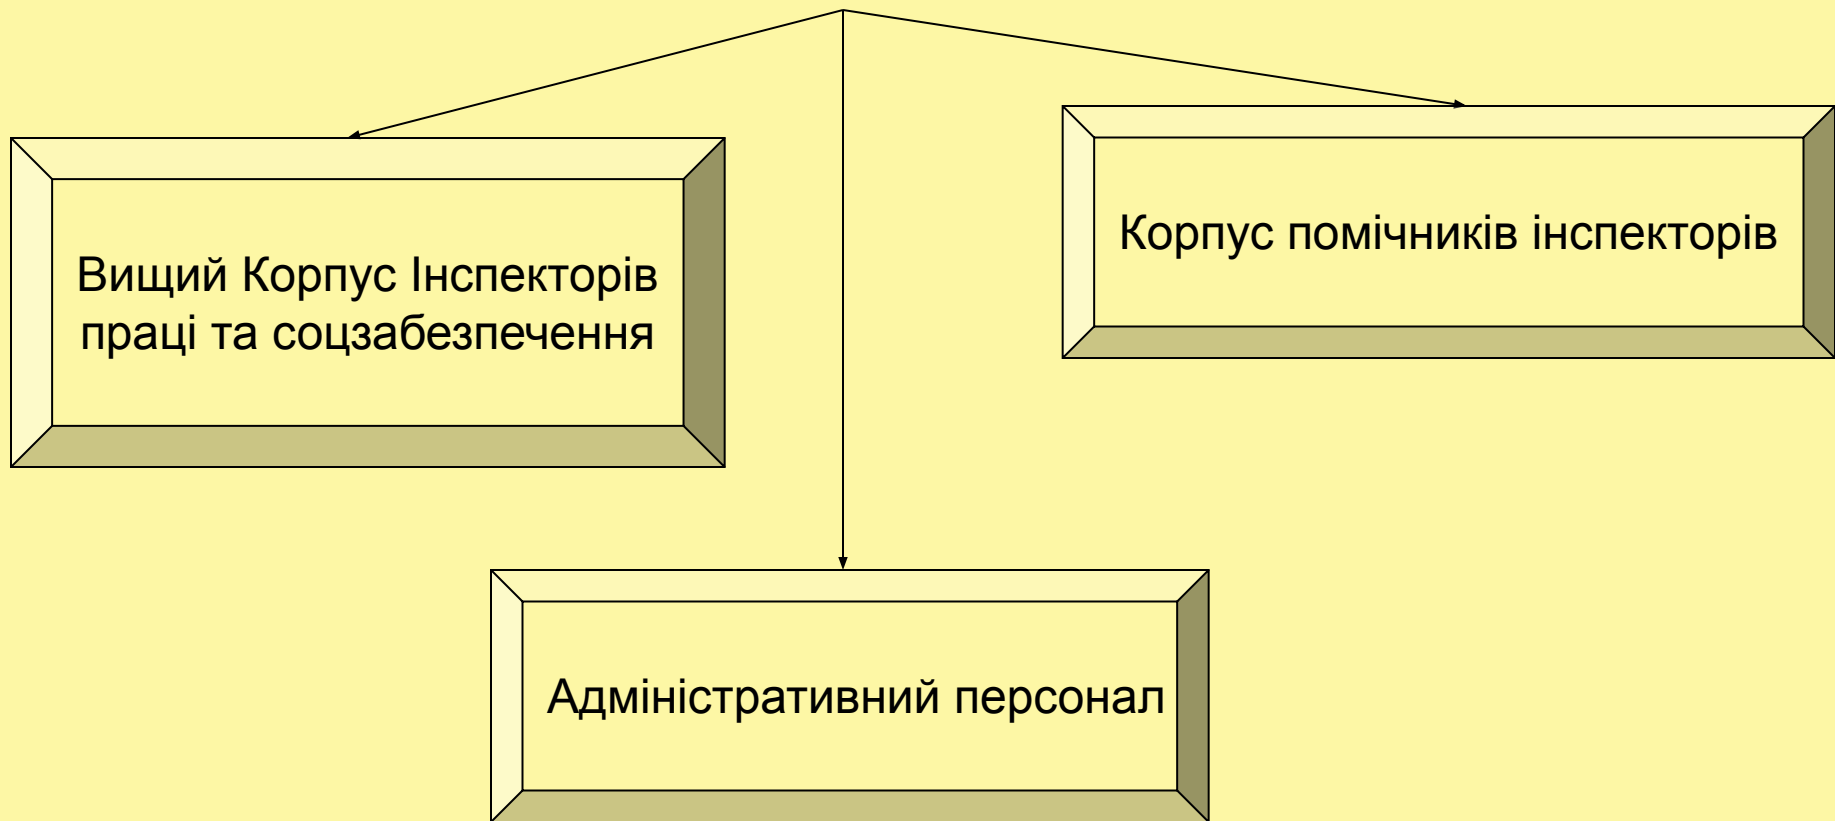 Вищий Корпус Інспекторів
праці та соцзабезпечення
Корпус помічників інспекторів
Адміністративний персонал